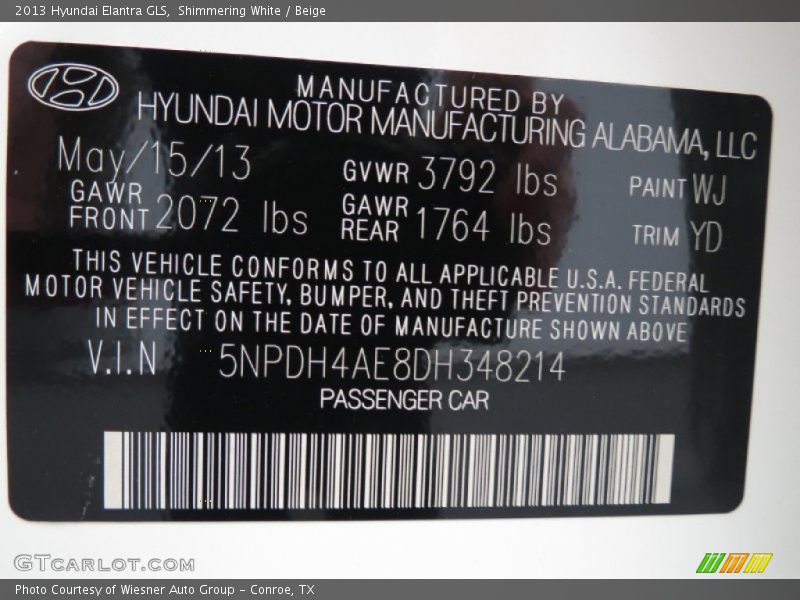 2013 Hyundai Elantra GLS,  Shimmering White / Beige
MANUFACTURED BY
HYUNDAI MOTOR MANUFACTURING ALABAMA, LLC
May/15/13 GVWR 3792 lbs PAINT WJ
GAWR FRONT 2072 lbs GAWR REAR 1764 lbs TRIM YD
THIS VEHICLE CONFORMS TO ALL APPLICABLE U.S.A. FEDERAL
MOTOR VEHICLE SAFETY, BUMPER, AND THEFT PREVENTION STANDARDS
IN EFFECT ON THE DATE OF MANUFACTURE SHOWN ABOVE
V.I.N 5NPDH4AE8DH348214
PASSENGER CAR
GTCARLOT.COM
Photo Courtesy of Wiesner Auto Group - Conroe, TX